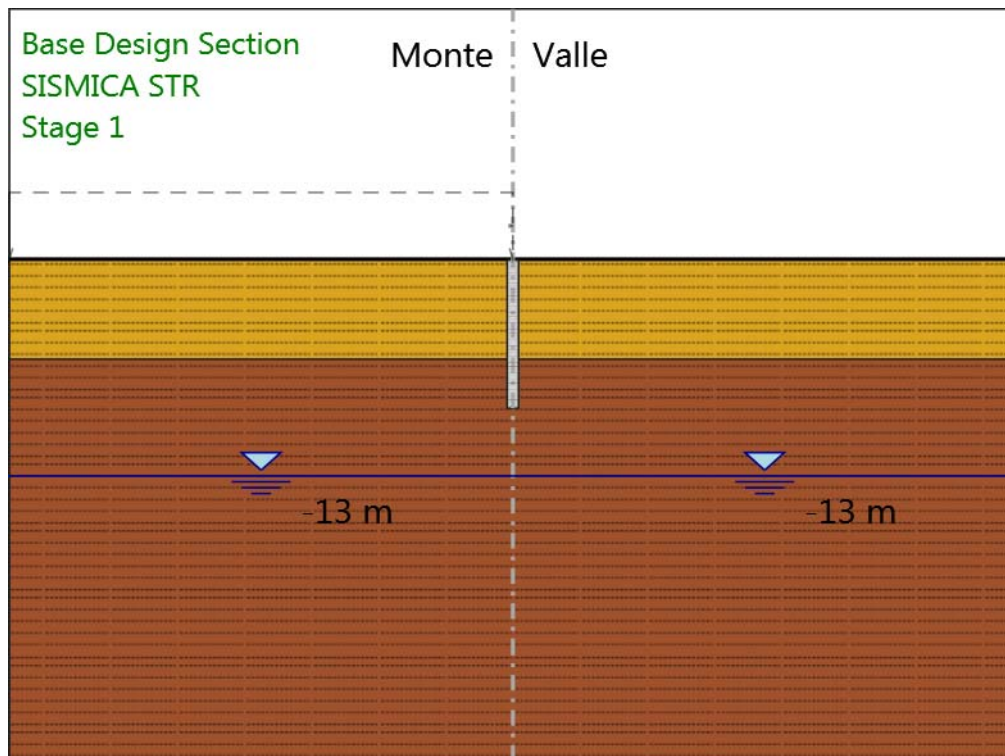 Base Design Section
SISMICA STR
Stage 1
Monte
Valle
-13 m
-13 m